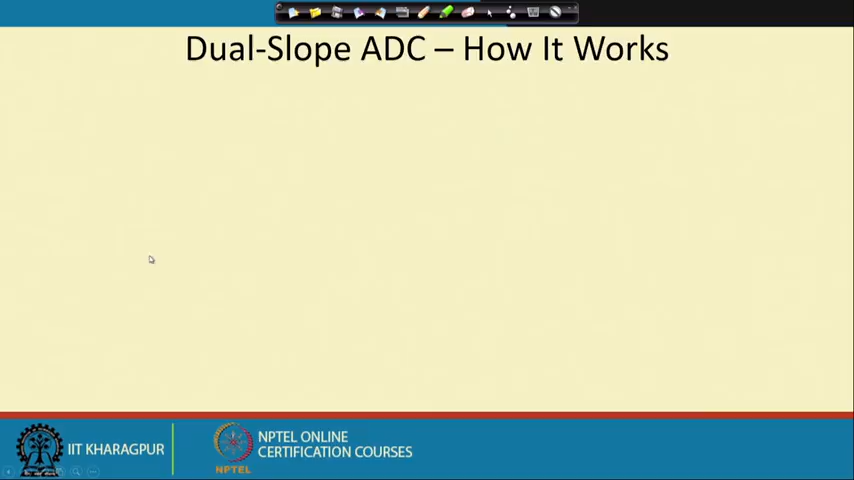 Dual-Slope ADC – How It Works
IIT KHARAGPUR
NPTEL ONLINE
CERTIFICATION COURSES
NPTEL